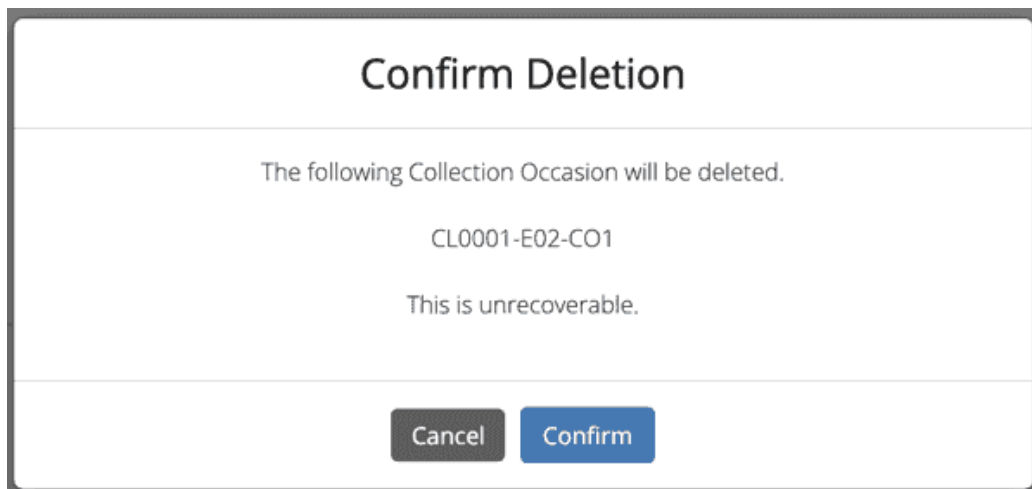 Confirm Deletion
The following Collection Occasion will be deleted.
CL0001-E02-CO1
This is unrecoverable.
Cancel Confirm